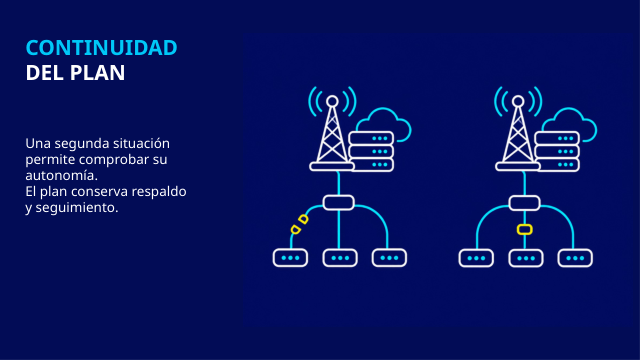 CONTINUIDAD
DEL PLAN
Una segunda situación
permite comprobar su
autonomía.
El plan conserva respaldo
y seguimiento.